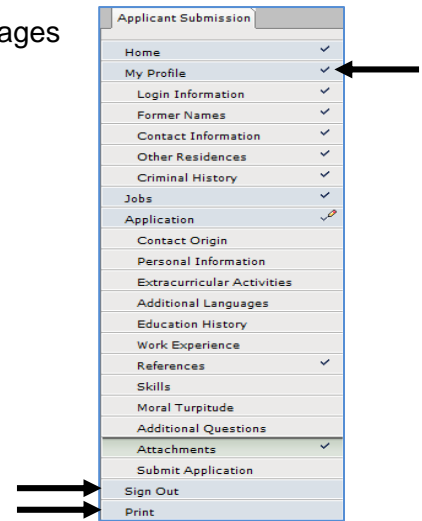 ages
Applicant Submission
Home
My Profile
Login Information
Former Names
Contact Information
Other Residences
Criminal History
Jobs
Application
Contact Origin
Personal Information
Extracurricular Activities
Additional Languages
Education History
Work Experience
References
Skills
Moral Turpitude
Additional Questions
Attachments
Submit Application
Sign Out
Print